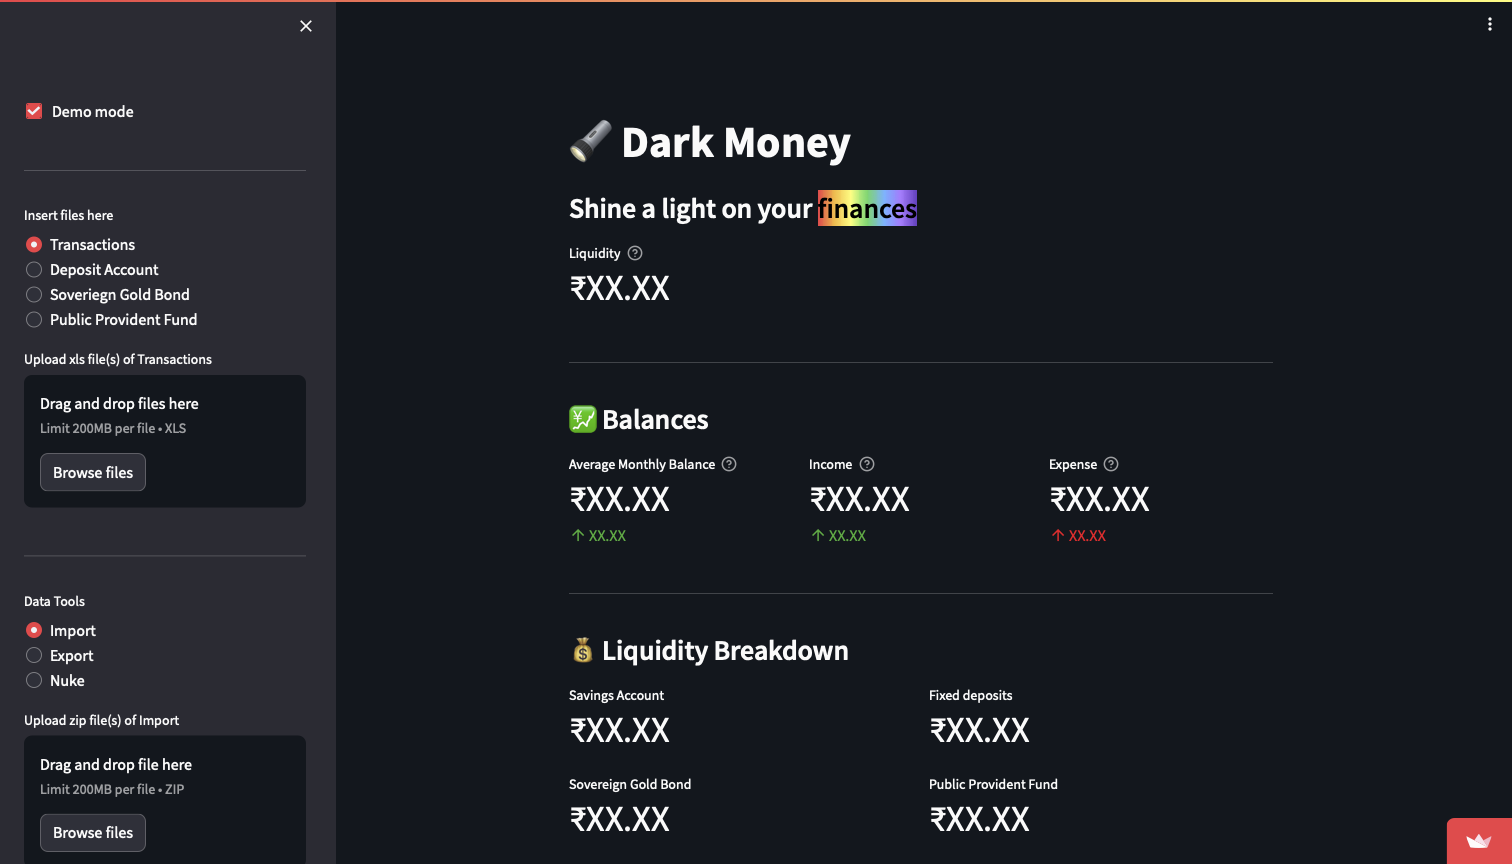 Demo mode
Insert files here
Transactions
Deposit Account
Soveriegn Gold Bond
Public Provident Fund
Upload xls file(s) of Transactions
Drag and drop files here
Limit 200MB per file • XLS
Browse files
Data Tools
Import
Export
Nuke
Upload zip file(s) of Import
Drag and drop file here
Limit 200MB per file • ZIP
Browse files
Dark Money
Shine a light on your finances
Liquidity
₹XX.XX
Balances
Average Monthly Balance
₹XX.XX
↑ XX.XX
Income
₹XX.XX
↑ XX.XX
Expense
₹XX.XX
↑ XX.XX
Liquidity Breakdown
Savings Account
₹XX.XX
Fixed deposits
₹XX.XX
Sovereign Gold Bond
₹XX.XX
Public Provident Fund
₹XX.XX